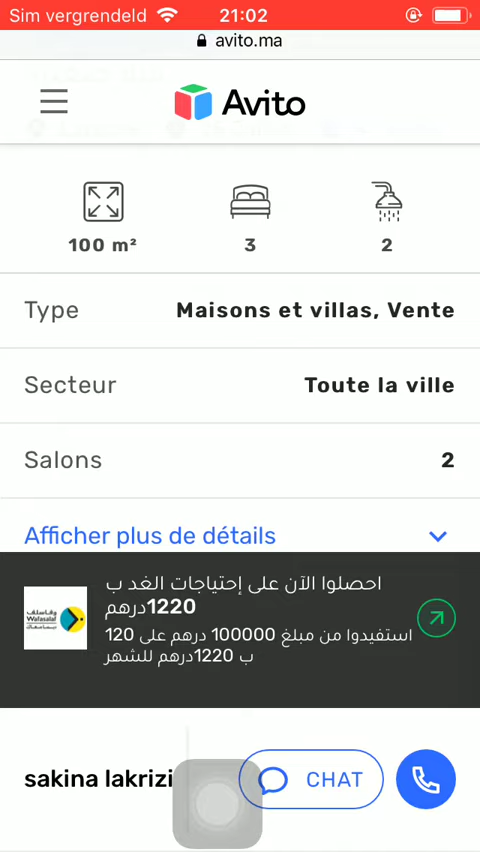 Sim vergrendeld 21:02
avito.ma
Avito
100 m² 3 2
Type Maisons et villas, Vente
Secteur Toute la ville
Salons 2
Afficher plus de détails
احصلوا الآن على إحتياجات الغد ب
1220درهم
وفاسلف
Wafasalaf
استفيدوا من مبلغ 100000 درهم على 120
ب 1220درهم للشهر
sakina lakrizi CHAT